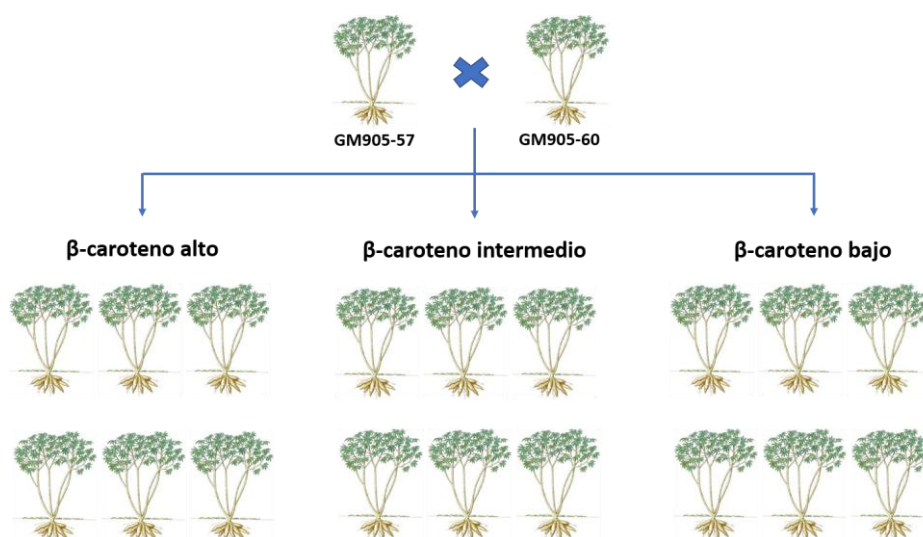 GM905-57
GM905-60
β-caroteno alto
β-caroteno intermedio
β-caroteno bajo